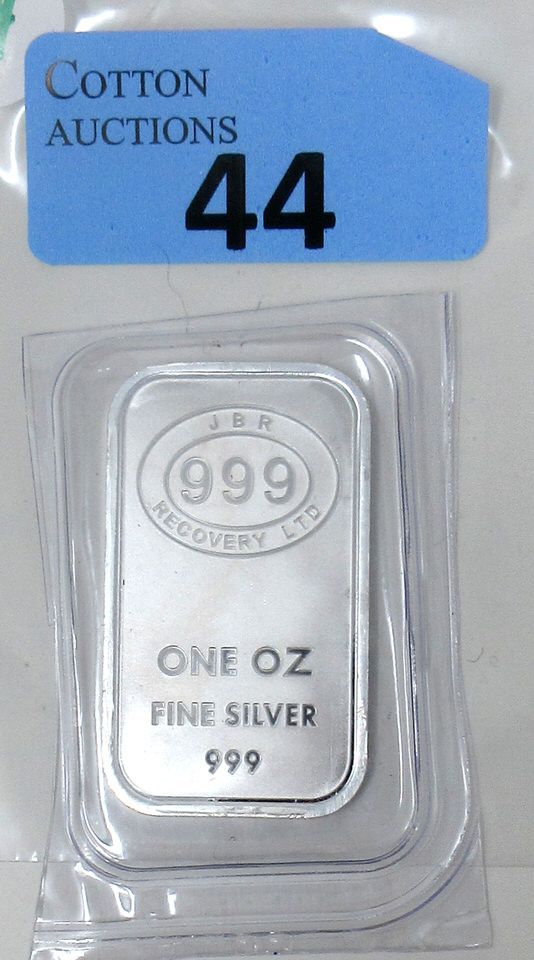 COTTON
AUCTIONS
44
JBR
999
RECOVERY LTD
ONE OZ
FINE SILVER
999